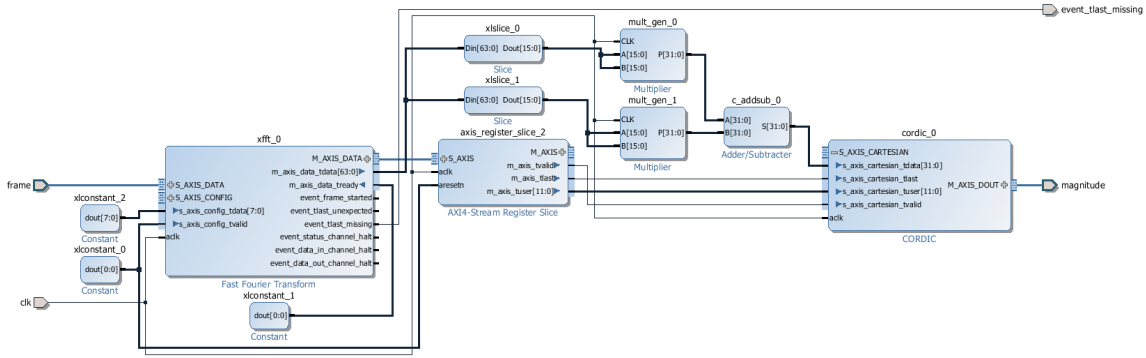 event_tlast_missing
xlslice_0
Din[63:0] Dout[15:0]
Slice
xlslice_1
Din[63:0] Dout[15:0]
Slice
mult_gen_0
CLK
A[15:0] P[31:0]
B[15:0]
Multiplier
mult_gen_1
CLK
A[15:0] P[31:0]
B[15:0]
Multiplier
c_addsub_0
A[31:0]
B[31:0] S[31:0]
Adder/Subtracter
xfft_0
M_AXIS_DATA
m_axis_data_tdata[63:0]
m_axis_data_tready
S_AXIS_DATA
S_AXIS_CONFIG
event_frame_started
s_axis_config_tdata[7:0]
event_tlast_unexpected
s_axis_config_tvalid
event_tlast_missing
aclk
event_status_channel_halt
event_data_in_channel_halt
event_data_out_channel_halt
Fast Fourier Transform
axis_register_slice_2
S_AXIS
M_AXIS
m_axis_tvalid
aclk
m_axis_tlast
aresetn
m_axis_tuser[11:0]
AXI4-Stream Register Slice
cordic_0
S_AXIS_CARTESIAN
s_axis_cartesian_tdata[31:0]
s_axis_cartesian_tlast
s_axis_cartesian_tuser[11:0]
s_axis_cartesian_tvalid
aclk
M_AXIS_DOUT
CORDIC
magnitude
frame
xlconstant_2
dout[7:0]
Constant
xlconstant_0
dout[0:0]
Constant
clk
xlconstant_1
dout[0:0]
Constant